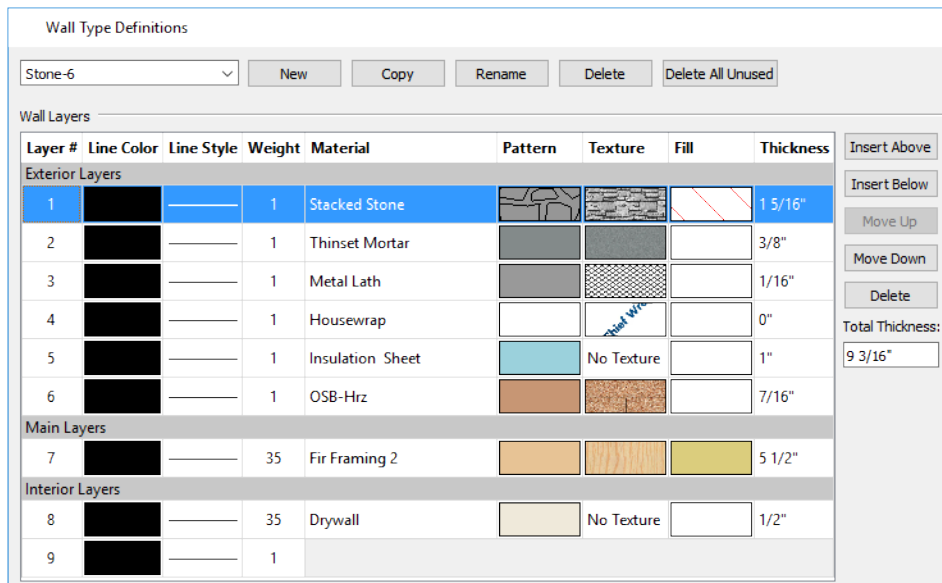 Wall Type Definitions
Stone-6 New Copy Rename Delete Delete All Unused
Wall Layers
Layer # Line Color Line Style Weight Material Pattern Texture Fill Thickness Insert Above
Exterior Layers
Insert Below
1 1 Stacked Stone 1 5/16"
Move Up
2 1 Thinset Mortar 3/8"
Move Down
3 1 Metal Lath 1/16"
Delete
4 1 Housewrap 0"
Total Thickness:
5 1 Insulation Sheet No Texture 1" 9 3/16"
6 1 OSB-Hrz 7/16"
Main Layers
7 35 Fir Framing 2 5 1/2"
Interior Layers
8 35 Drywall No Texture 1/2"
9 1